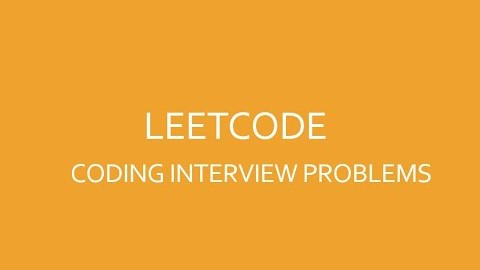 LEETCODE
CODING INTERVIEW PROBLEMS